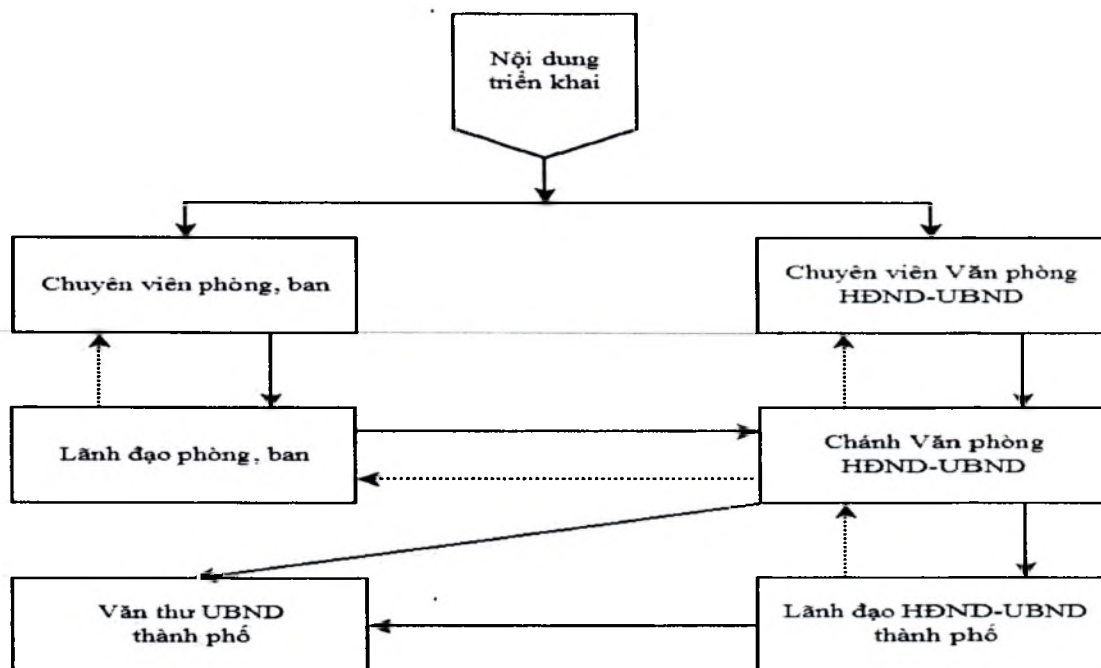 Nội dung
triển khai
Chuyên viên phòng, ban
Chuyên viên Văn phòng
HĐND-UBND
Lãnh đạo phòng, ban
Chánh Văn phòng
HĐND-UBND
Văn thư UBND
thành phố
Lãnh đạo HĐND-UBND
thành phố